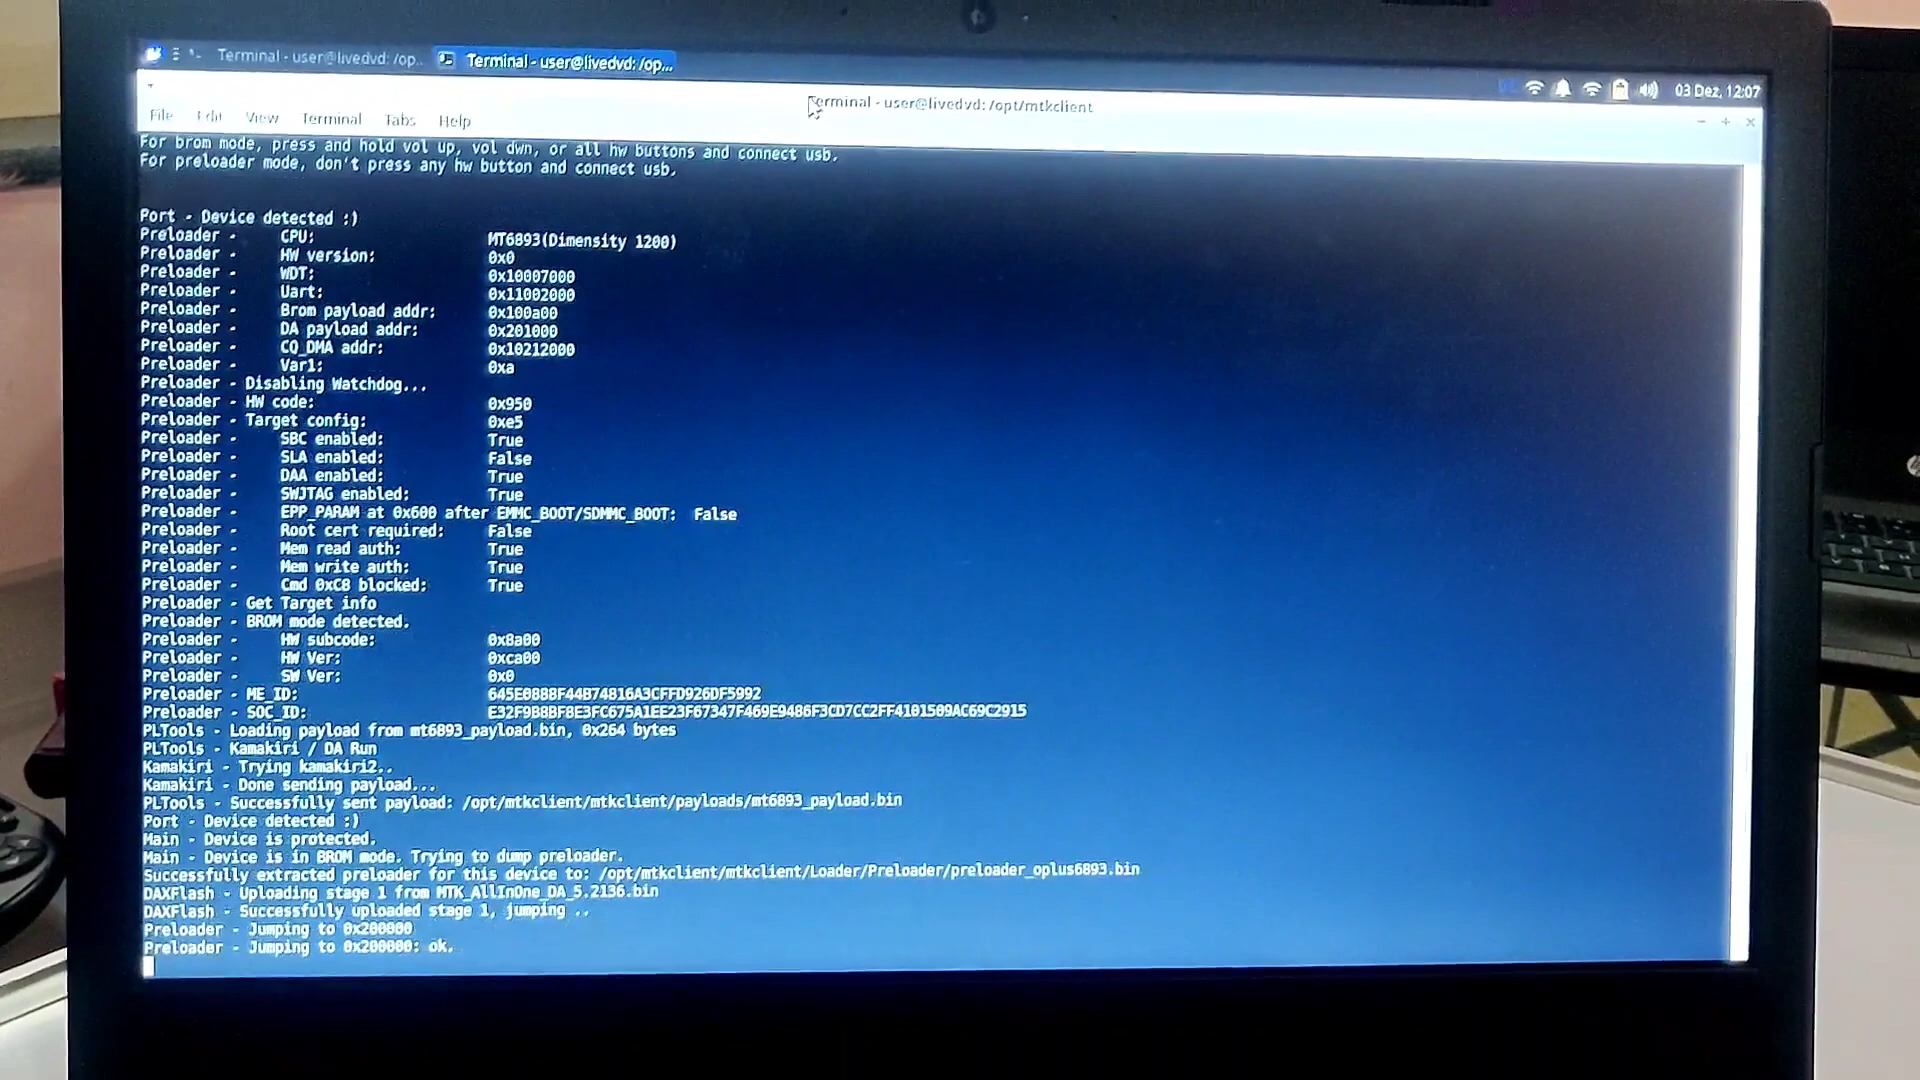 Terminal - user@livedvd: /op..
Terminal - user@livedvd: /op...
03 Dez, 12:07
Terminal - user@livedvd: /opt/mtkclient
File Edit View Terminal Tabs Help
For brom mode, press and hold vol up, vol dwn, or all hw buttons and connect usb.
For preloader mode, don't press any hw button and connect usb.
Port - Device detected :)
Preloader - CPU: MT6893(Dimensity 1200)
Preloader - HW version: 0x0
Preloader - WDT: 0x10007000
Preloader - Uart: 0x11002000
Preloader - Brom payload addr: 0x100a00
Preloader - DA payload addr: 0x201000
Preloader - CQ_DMA addr: 0x10212000
Preloader - Var1: 0xa
Preloader - Disabling Watchdog...
Preloader - HW code: 0x950
Preloader - Target config: 0xe5
Preloader - SBC enabled: True
Preloader - SLA enabled: False
Preloader - DAA enabled: True
Preloader - SWJTAG enabled: True
Preloader - EPP_PARAM at 0x600 after EMMC_BOOT/SDMMC_BOOT: False
Preloader - Root cert required: False
Preloader - Mem read auth: True
Preloader - Mem write auth: True
Preloader - Cmd 0xC8 blocked: True
Preloader - Get Target info
Preloader - BROM mode detected.
Preloader - HW subcode: 0x8a00
Preloader - HW Ver: 0xca00
Preloader - SW Ver: 0x0
Preloader - ME_ID: 645E0888F44B74816A3CFFD926DF5992
Preloader - SOC_ID: E32F9B8BF8E3FC675A1EE23F67347F469E9486F3CD7CC2FF4101509AC69C2915
PLTools - Loading payload from mt6893_payload.bin, 0x264 bytes
PLTools - Kamakiri / DA Run
Kamakiri - Trying kamakiri2..
Kamakiri - Done sending payload...
PLTools - Successfully sent payload: /opt/mtkclient/mtkclient/payloads/mt6893_payload.bin
Port - Device detected :)
Main - Device is protected.
Main - Device is in BROM mode. Trying to dump preloader.
Successfully extracted preloader for this device to: /opt/mtkclient/mtkclient/Loader/Preloader/preloader_oplus6893.bin
DAXFlash - Uploading stage 1 from MTK_AllInOne_DA_5.2136.bin
DAXFlash - Successfully uploaded stage 1, jumping ..
Preloader - Jumping to 0x200000
Preloader - Jumping to 0x200000: ok.